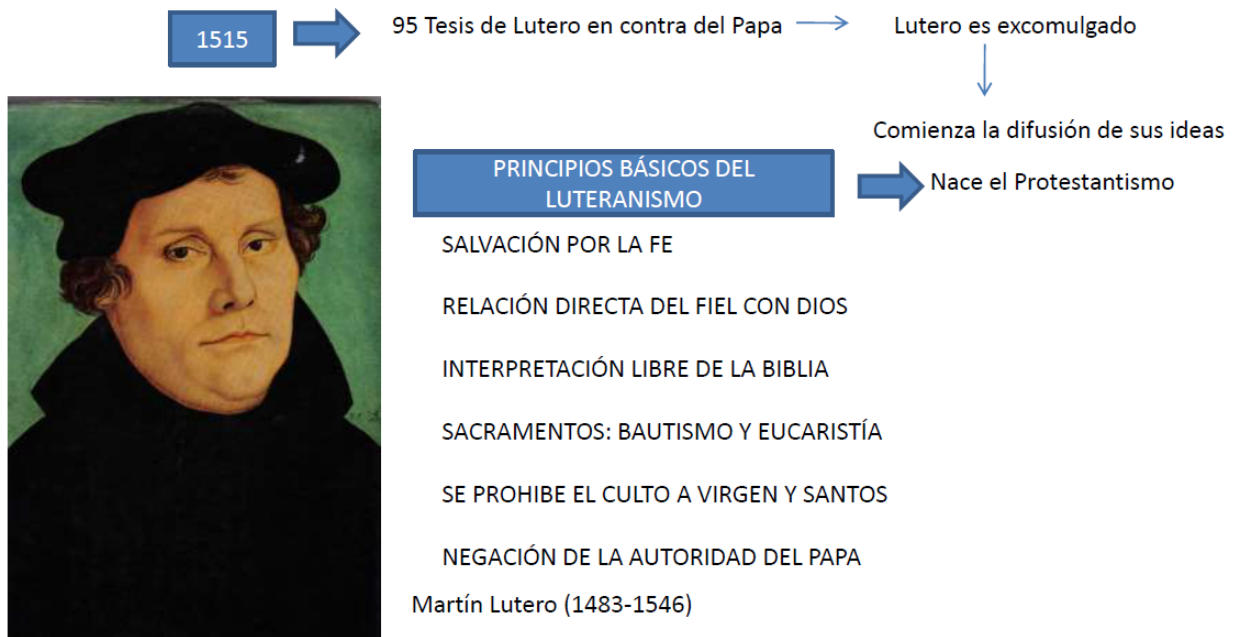 1515
95 Tesis de Lutero en contra del Papa
Lutero es excomulgado
Comienza la difusión de sus ideas
PRINCIPIOS BÁSICOS DEL
LUTERANISMO
Nace el Protestantismo
SALVACIÓN POR LA FE
RELACIÓN DIRECTA DEL FIEL CON DIOS
INTERPRETACIÓN LIBRE DE LA BIBLIA
SACRAMENTOS: BAUTISMO Y EUCARISTÍA
SE PROHIBE EL CULTO A VIRGEN Y SANTOS
NEGACIÓN DE LA AUTORIDAD DEL PAPA
Martín Lutero (1483-1546)